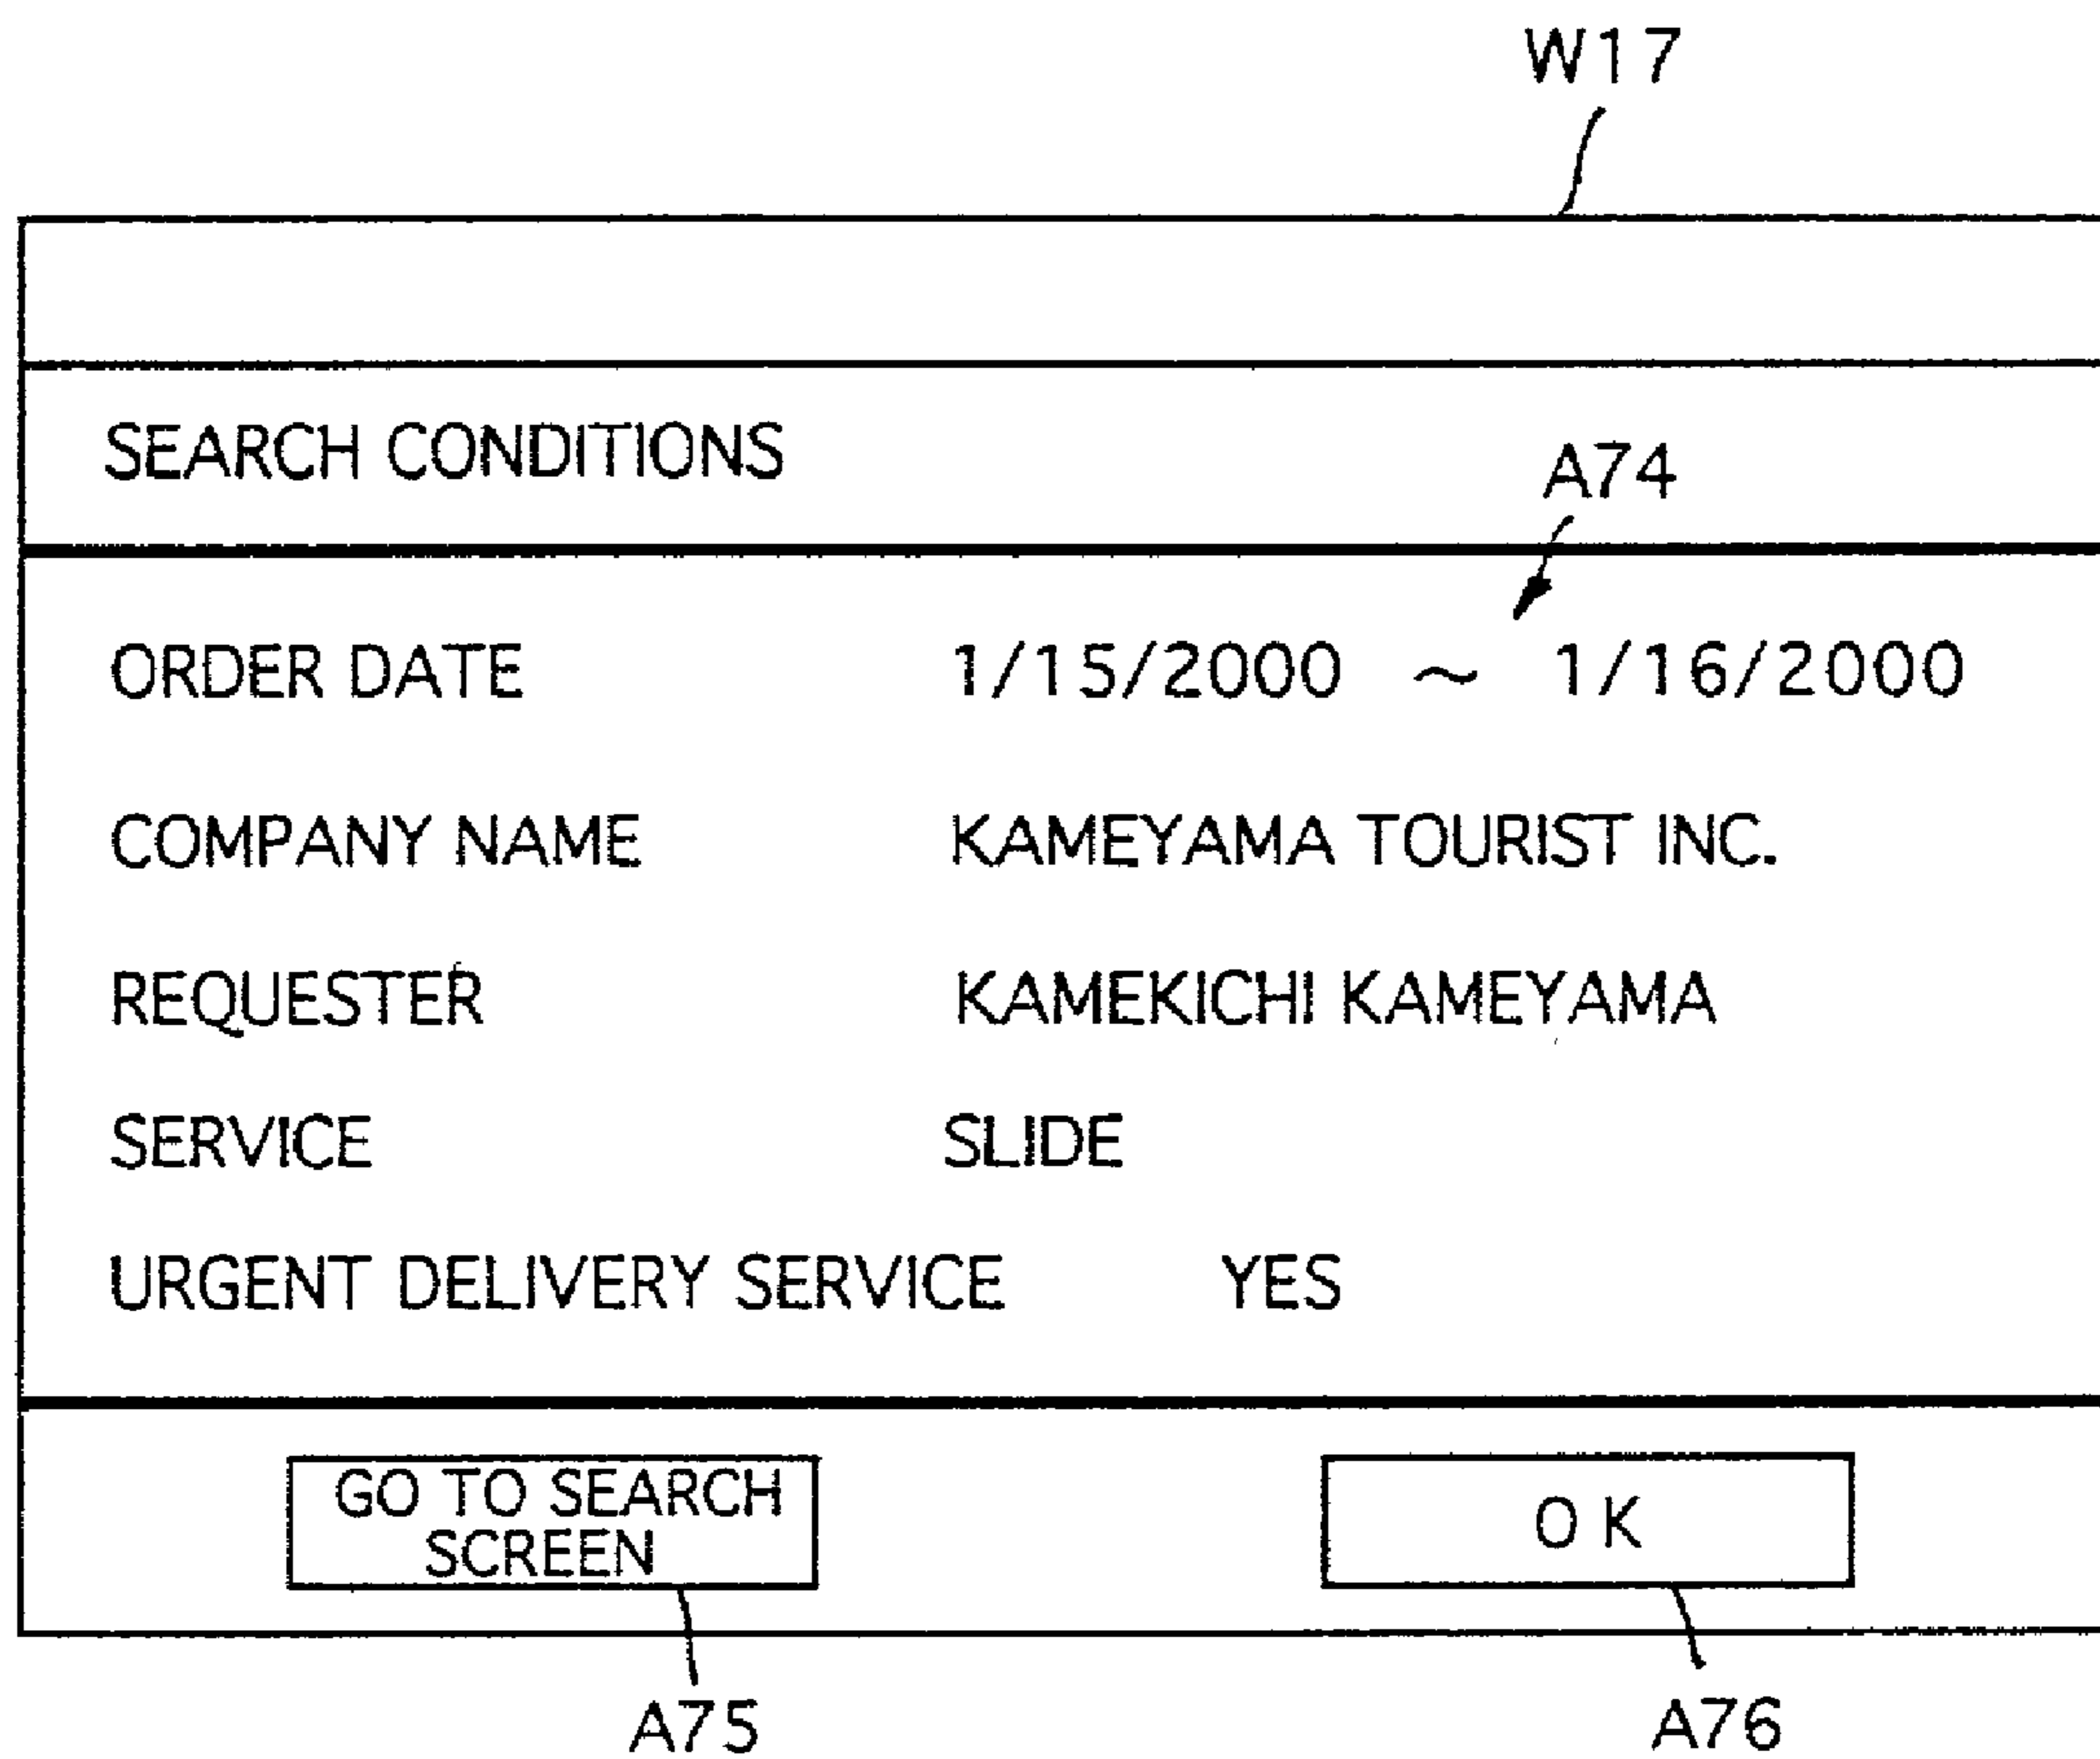 W17
SEARCH CONDITIONS
A74
ORDER DATE 1/15/2000 ~ 1/16/2000
COMPANY NAME KAMEYAMA TOURIST INC.
REQUESTER KAMEKICHI KAMEYAMA
SERVICE SLIDE
URGENT DELIVERY SERVICE YES
GO TO SEARCH
SCREEN
OK
A75 A76